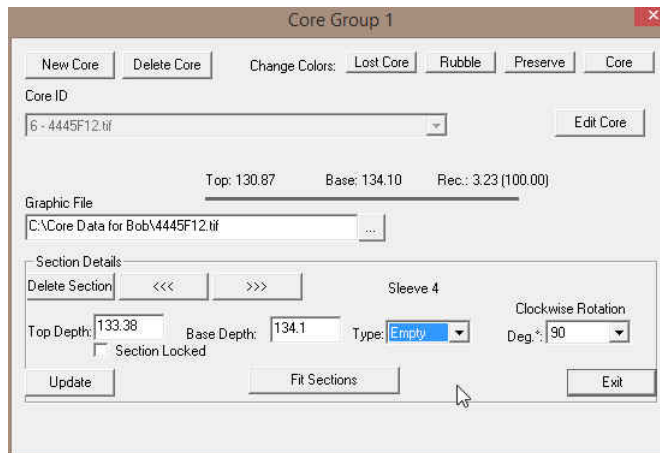 Core Group 1
New Core Delete Core Change Colors: Lost Core Rubble Preserve Core
Core ID
6 - 4445F12.tif Edit Core
Top: 130.87 Base: 134.10 Rec.: 3.23 (100.00)
Graphic File
C:\Core Data for Bob\4445F12.tif ...
Section Details
Delete Section <<< >>> Sleeve 4
Clockwise Rotation
Top Depth: 133.38 Base Depth: 134.1 Type: Empty Deg.*: 90
Section Locked
Update Fit Sections Exit